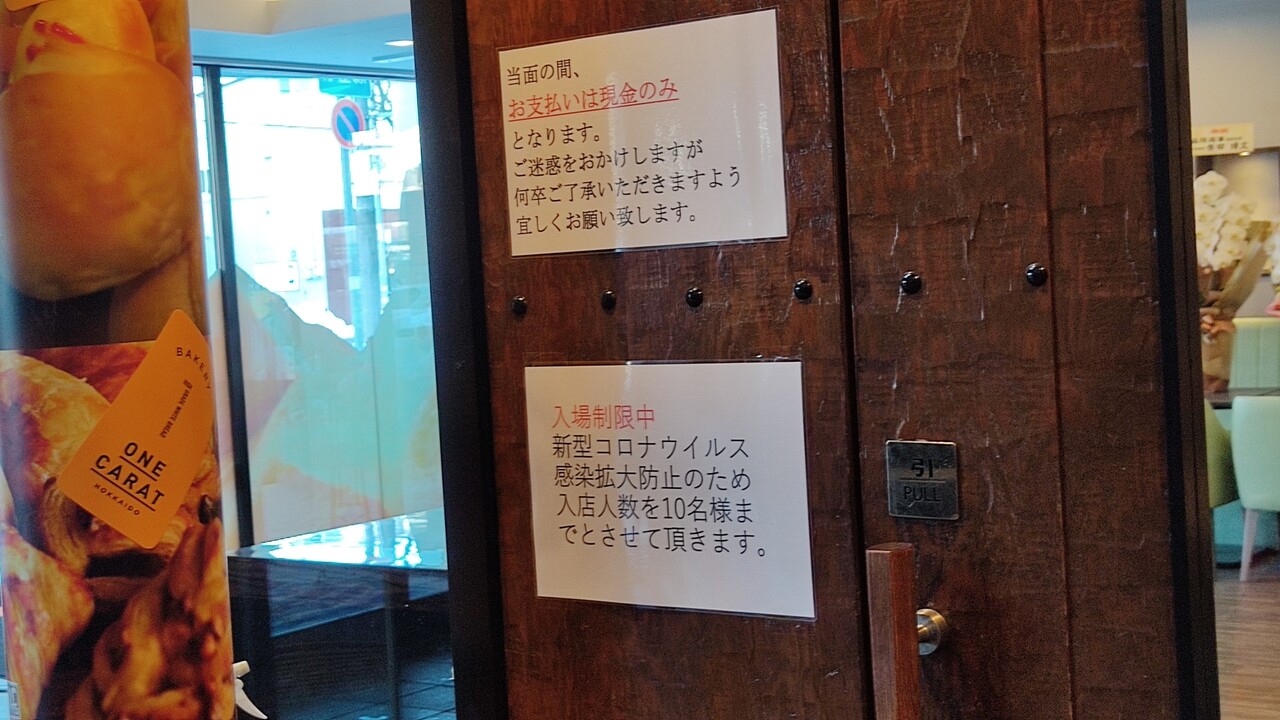 当面の間、
お支払いは現金のみ
となります。
ご迷惑をおかけしますが
何卒ご了承いただきますよう
宜しくお願い致します。
入場制限中
新型コロナウイルス
感染拡大防止のため
入店人数を10名様ま
でとさせて頂きます。
引
PULL
BAKERY
ONE
CARAT
HOKKAIDO